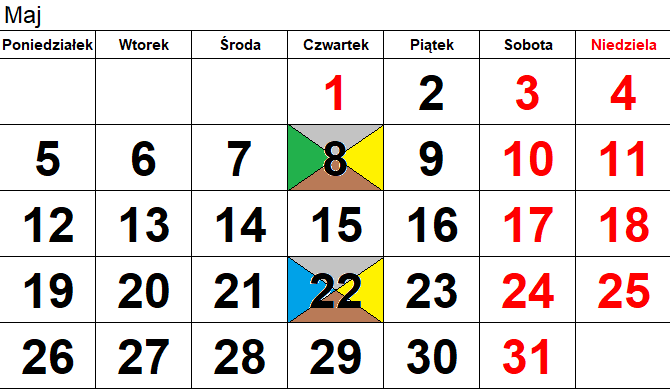 Maj
Poniedziałek Wtorek Środa Czwartek Piątek Sobota Niedziela
1 2 3 4
5 6 7 8 9 10 11
12 13 14 15 16 17 18
19 20 21 22 23 24 25
26 27 28 29 30 31